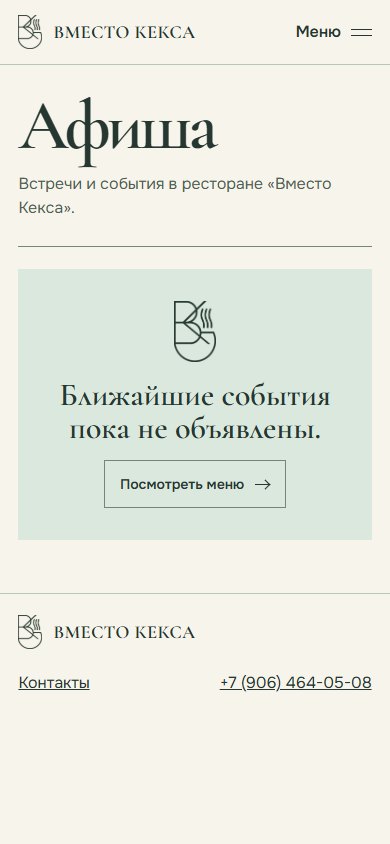 ВМЕСТО КЕКСА
Меню
Афиша
Встречи и события в ресторане «Вместо
Кекса».
Ближайшие события
пока не объявлены.
Посмотреть меню
ВМЕСТО КЕКСА
Контакты
+7 (906) 464-05-08